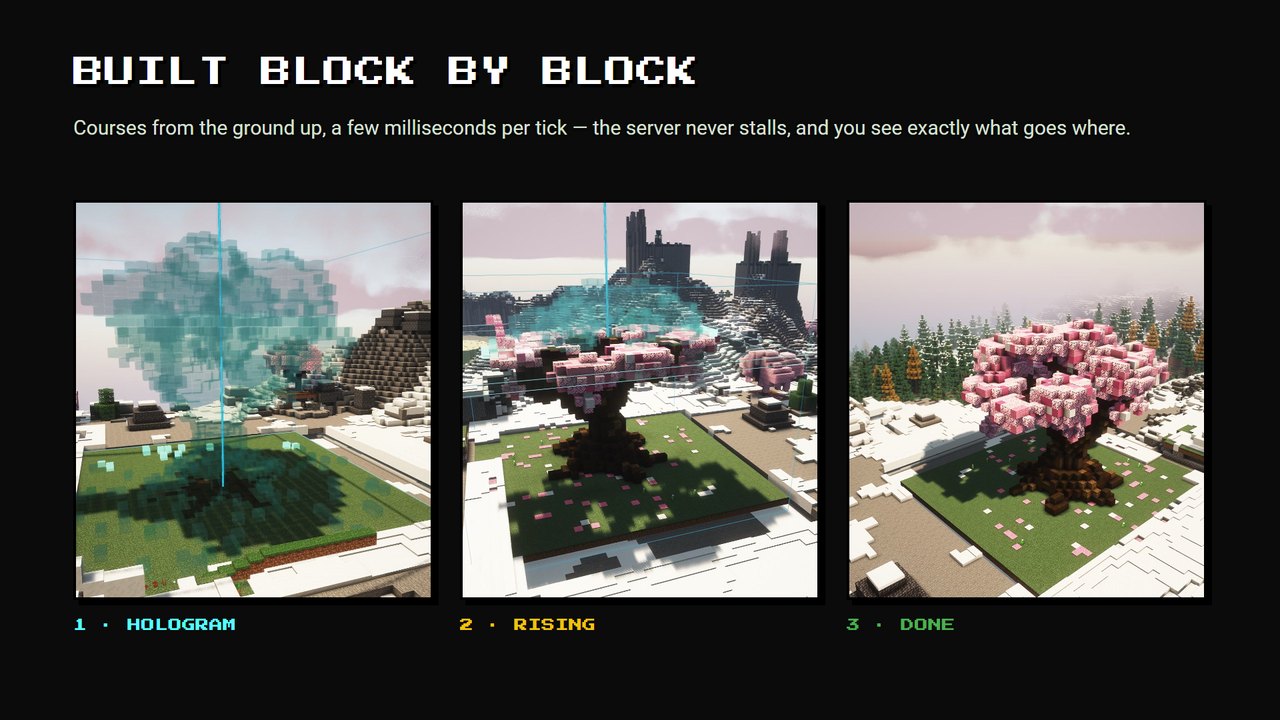 BUILT BLOCK BY BLOCK
Courses from the ground up, a few milliseconds per tick — the server never stalls, and you see exactly what goes where.
1 · HOLOGRAM
2 · RISING
3 · DONE